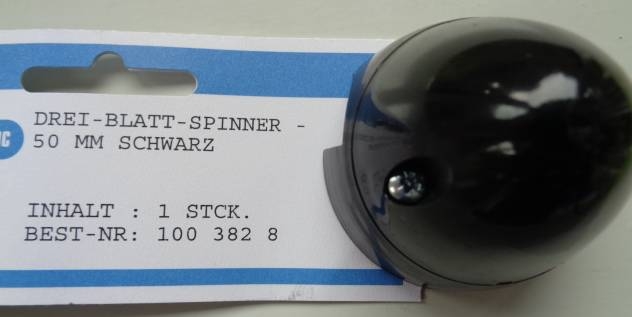 DREI-BLATT-SPINNER -
50 MM SCHWARZ
INHALT : 1 STCK.
BEST-NR: 100 382 8